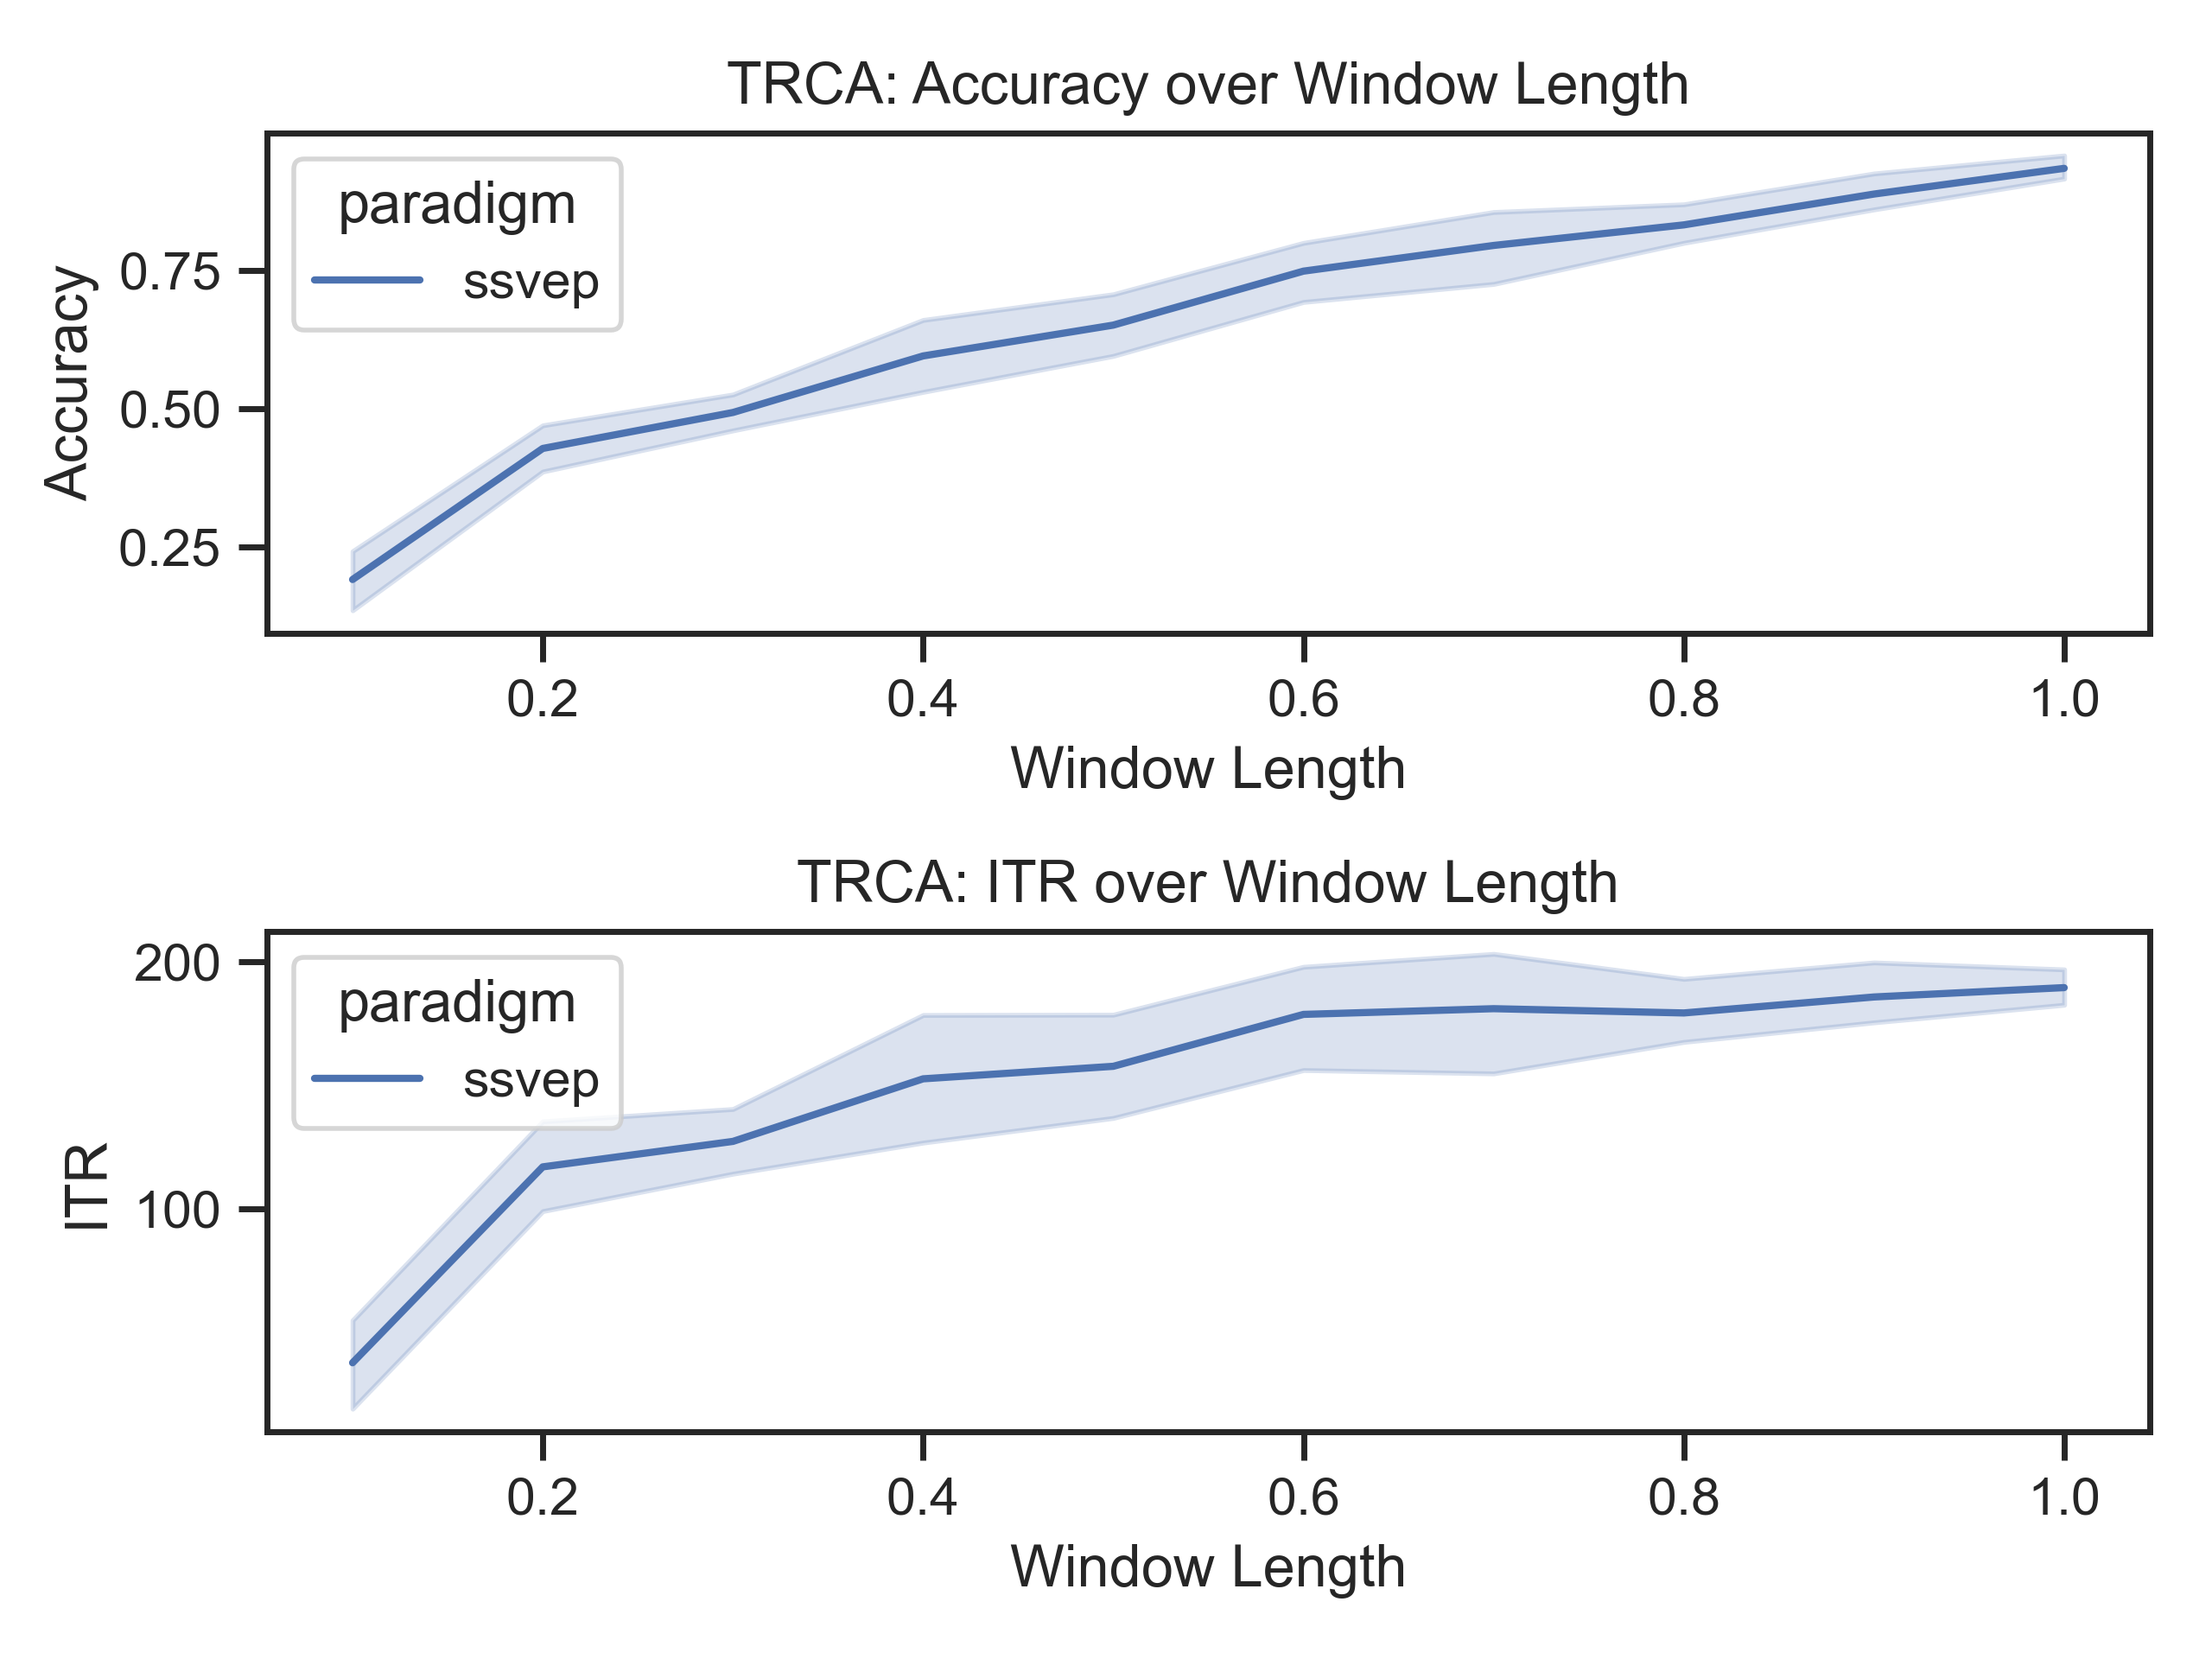 TRCA: Accuracy over Window Length
paradigm
ssvep
Accuracy
0.75
0.50
0.25
0.2 0.4 0.6 0.8 1.0
Window Length
TRCA: ITR over Window Length
paradigm
ssvep
ITR
200
100
0.2 0.4 0.6 0.8 1.0
Window Length